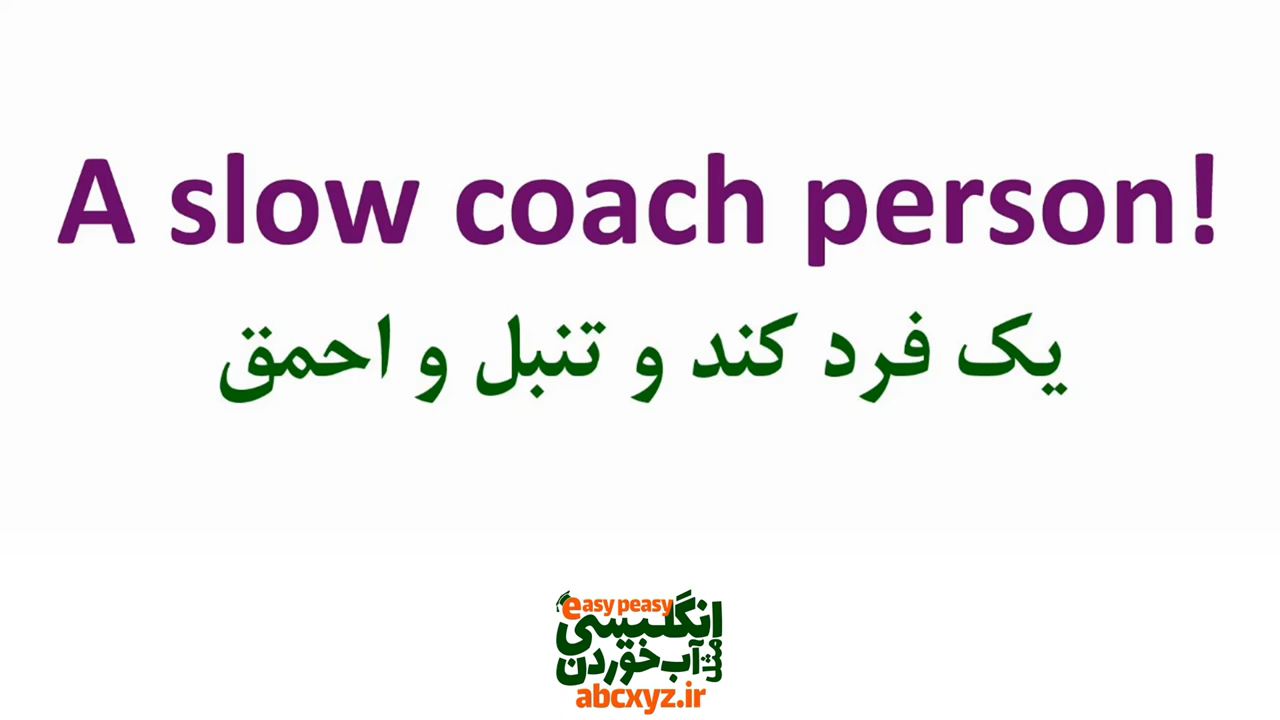 A slow coach person!
یک فرد کند و تنبل و احمق
easy peasy
انگلیسی
مثل آب خوردن
abcxyz.ir